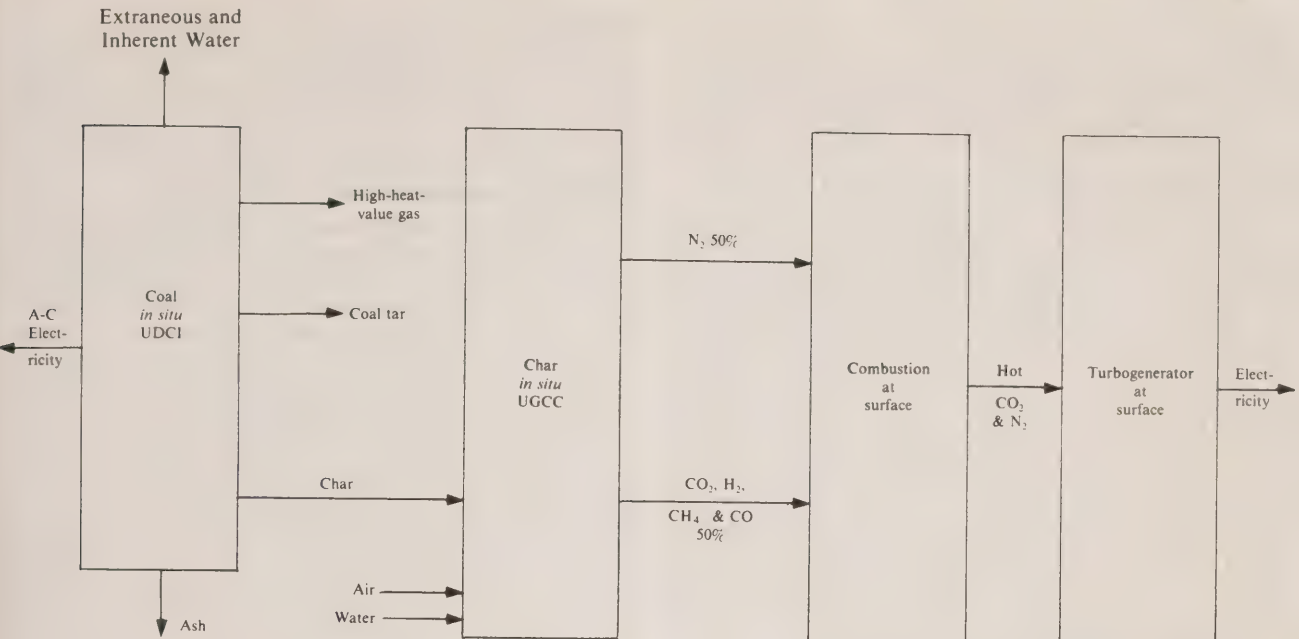 Extraneous and
Inherent Water
High-heat-
value gas
N₂ 50%
Coal
in situ
UDCI
Coal tar
A-C
Elect-
ricity
Char
in situ
UGCC
Combustion
at
surface
Hot
CO₂
& N₂
Turbogenerator
at
surface
Elect-
ricity
Char
CO₂, H₂,
CH₄ & CO
50%
Air
Water
Ash